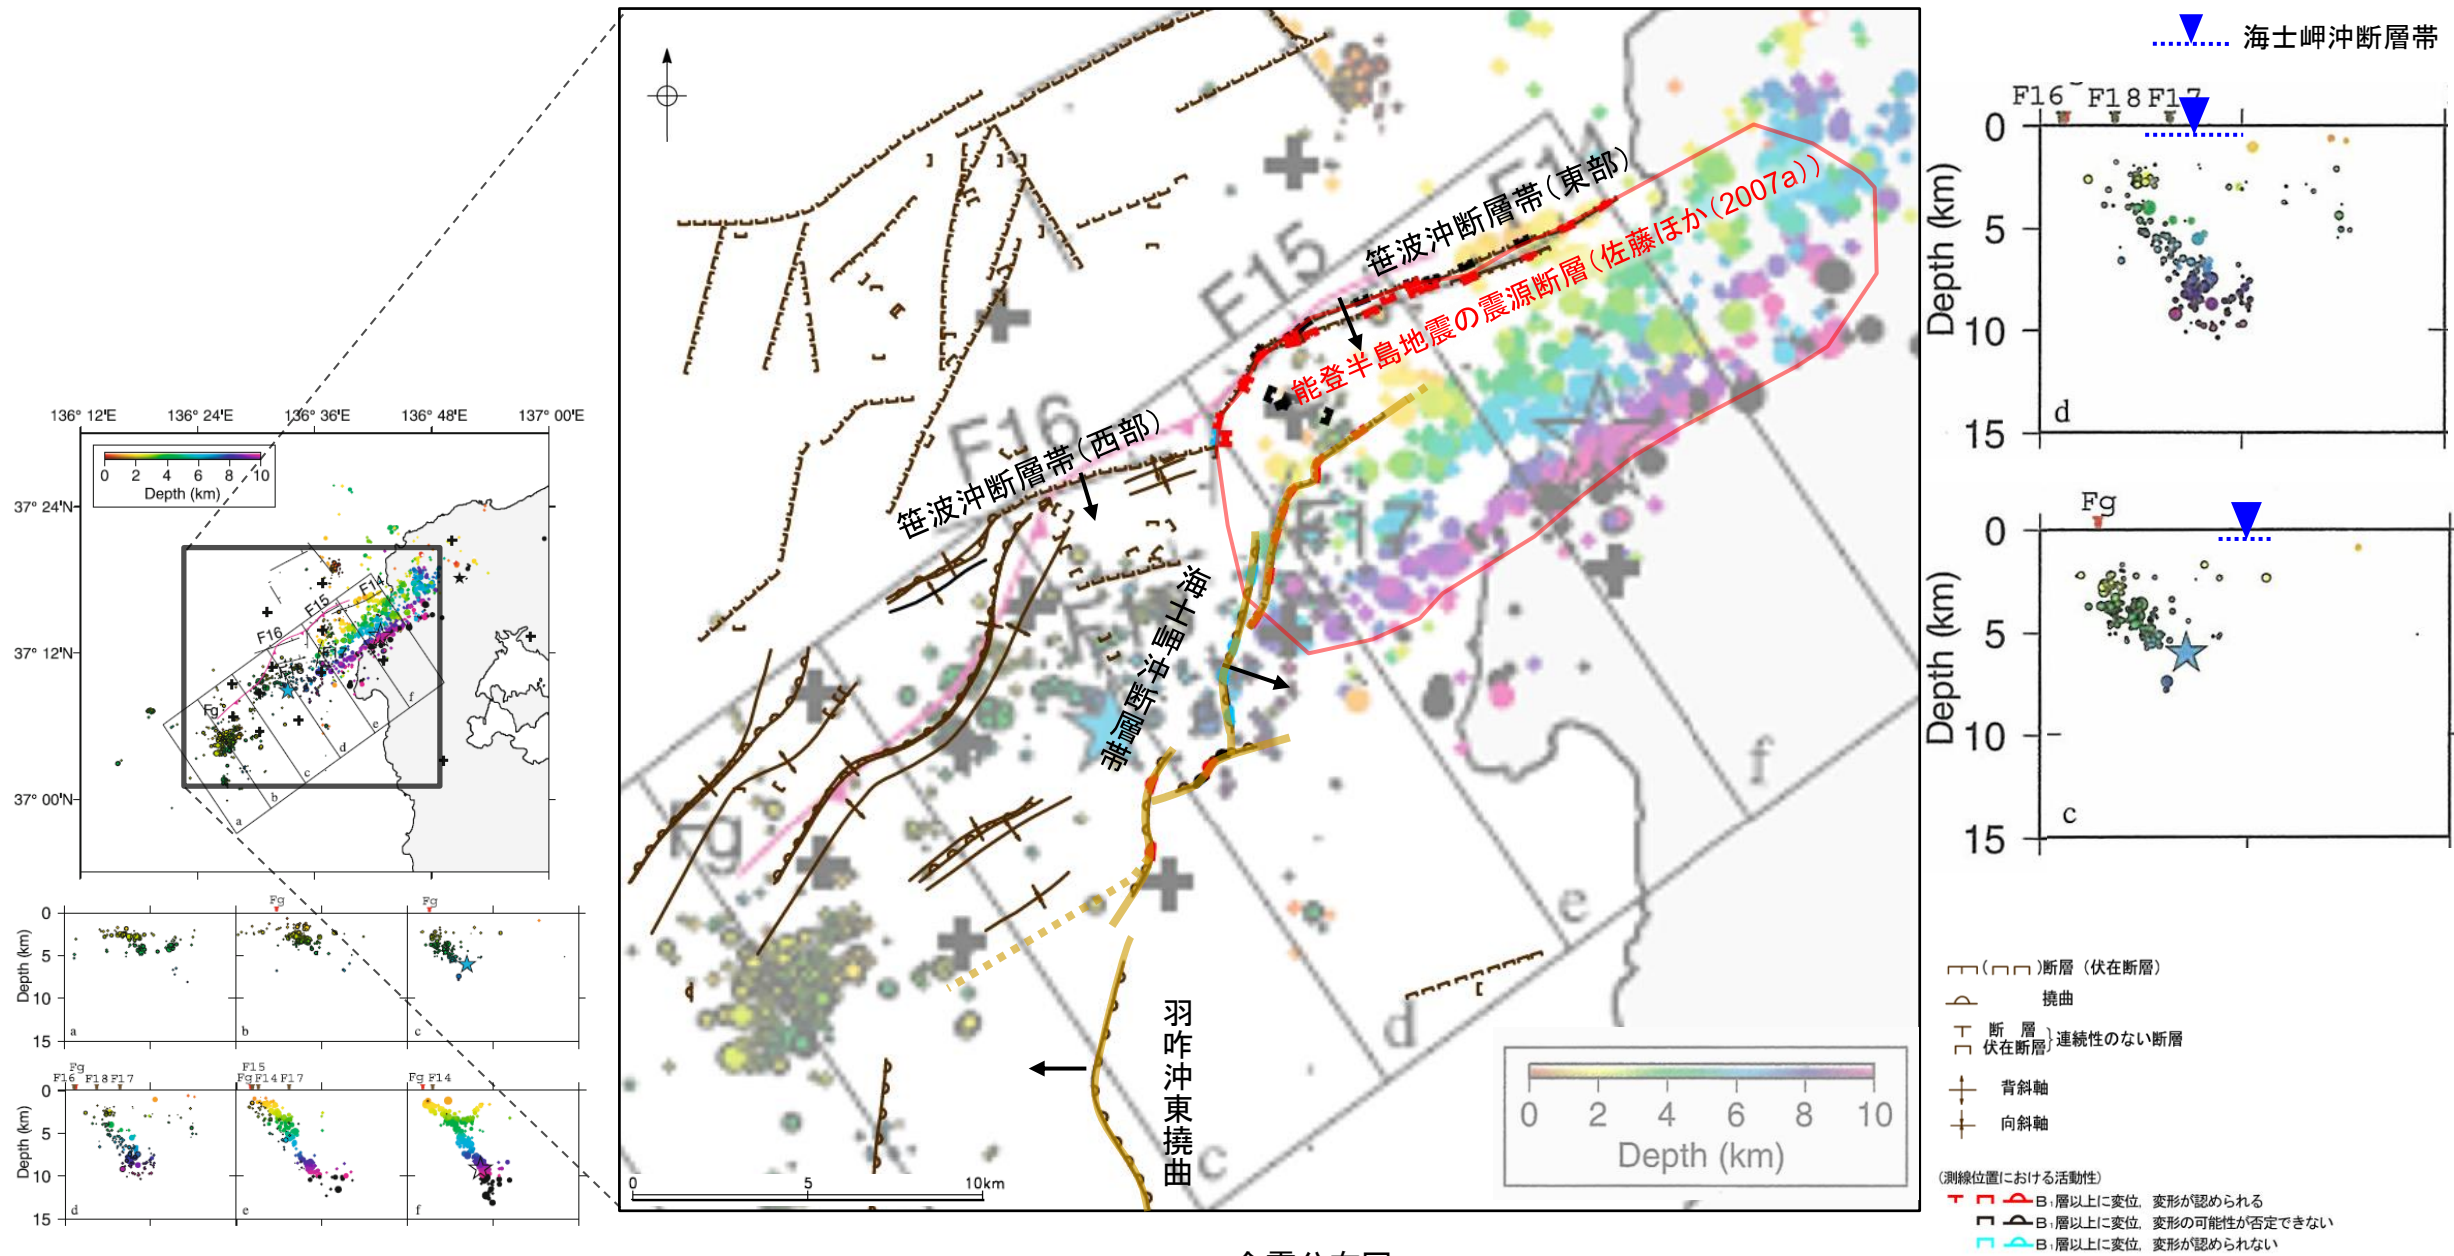 136° 12'E 136° 24'E 136° 36'E 136° 48'E 137° 00'E
37° 24'N
37° 12'N
37° 00'N
0 2 4 6 8 10
Depth (km)
F14
F15
F16
Fg
a
b
c
d
e
f
Fg
Fg
0
5
10
15
Depth (km)
a
b
c
Fg
F16 F18 F17
F15
Fg F14 F17
Fg F14
0
5
10
15
Depth (km)
d
e
f
笹波沖断層帯(東部)
能登半島地震の震源断層(佐藤ほか(2007a))
笹波沖断層帯(西部)
海士岬沖断層帯
羽咋沖東撓曲
F15
F16
F17
Fg
c
d
e
f
0 5 10km
0 2 4 6 8 10
Depth (km)
海士岬沖断層帯
F16 F18 F17
0
5
10
15
Depth (km)
d
Fg
0
5
10
15
Depth (km)
c
( )断層(伏在断層)
撓曲
断 層
伏在断層
連続性のない断層
背斜軸
向斜軸
(測線位置における活動性)
B₁層以上に変位,変形が認められる
B₁層以上に変位,変形の可能性が否定できない
B₁層以上に変位,変形が認められない